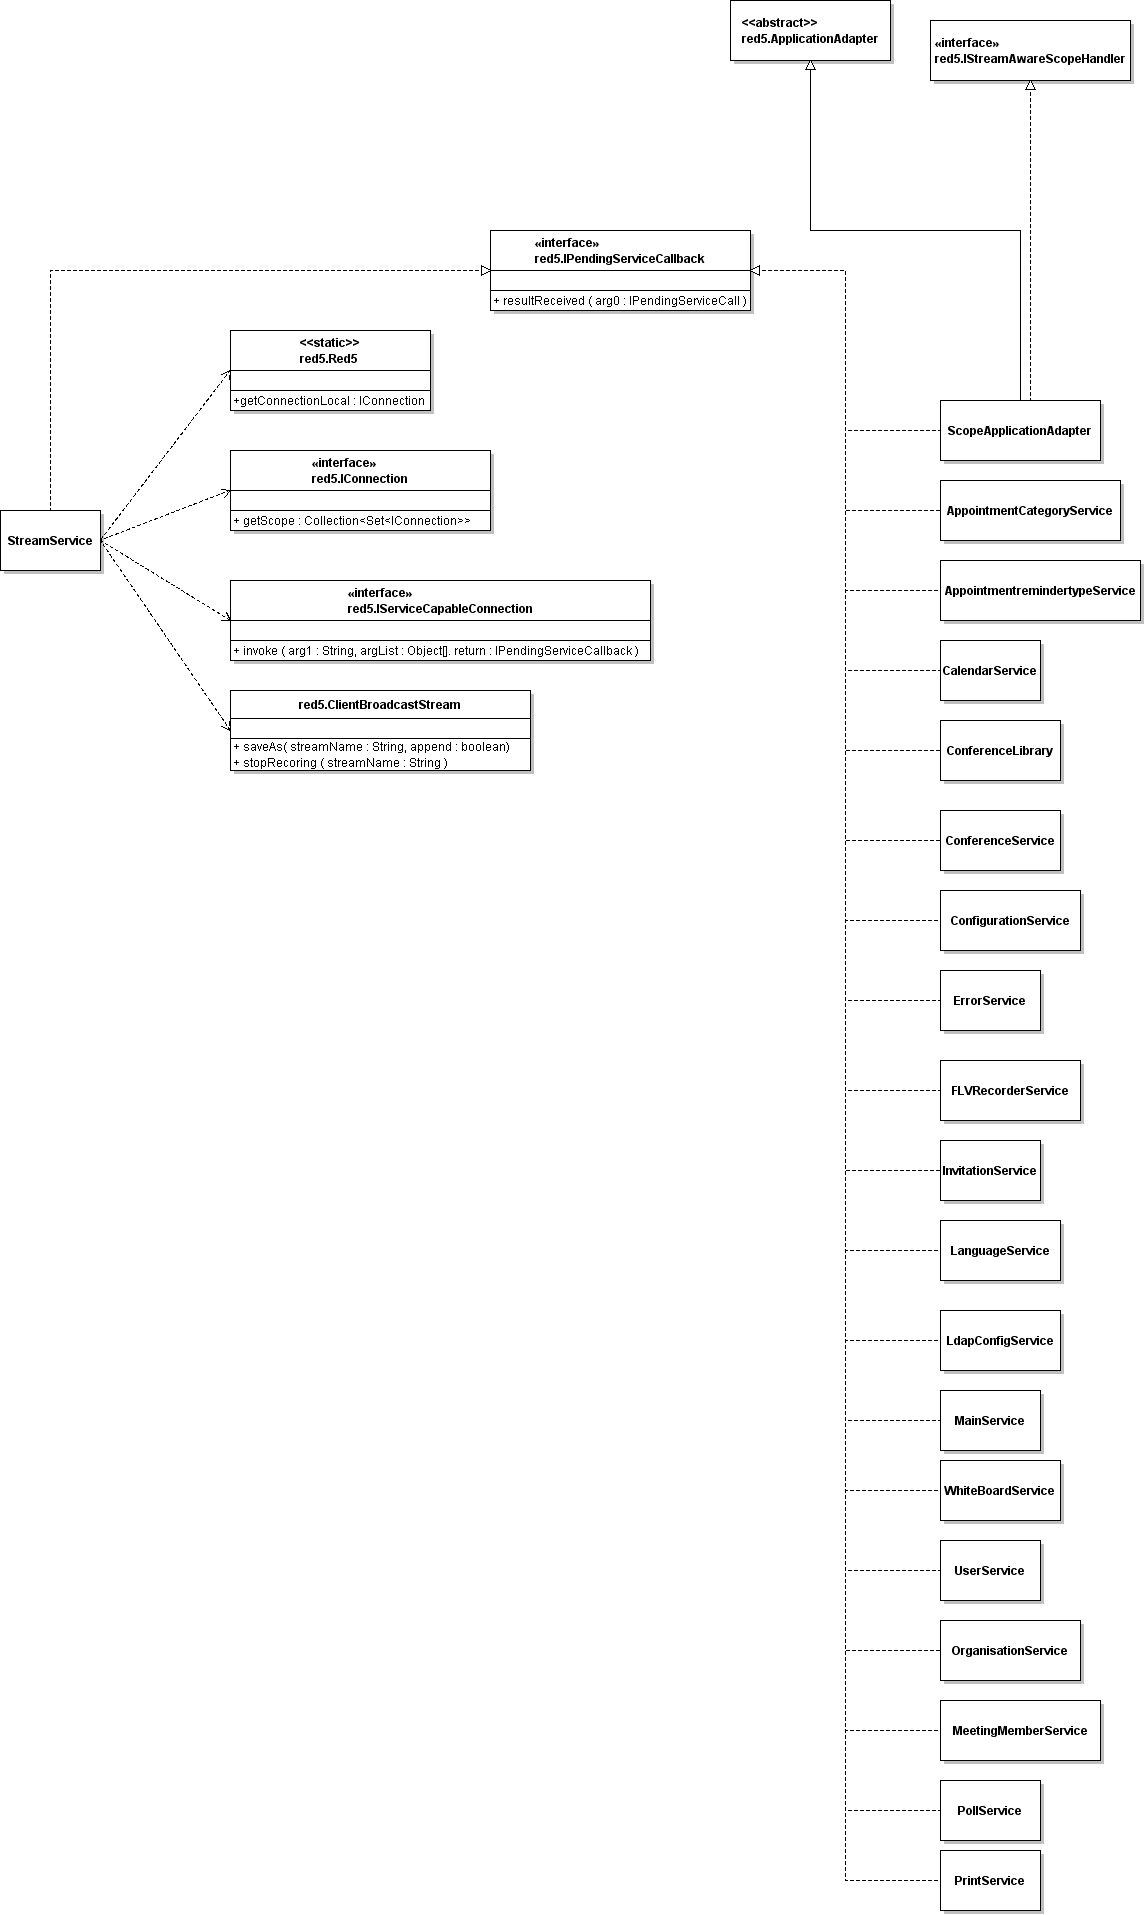 <<abstract>>
red5.ApplicationAdapter
«interface»
red5.IStreamAwareScopeHandler
«interface»
red5.IPendingServiceCallback
+ resultReceived ( arg0 : IPendingServiceCall )
<<static>>
red5.Red5
+getConnectionLocal : IConnection
«interface»
red5.IConnection
+ getScope : Collection<Set<IConnection>>
StreamService
«interface»
red5.IServiceCapableConnection
+ invoke ( arg1 : String, argList : Object[]. return : IPendingServiceCallback )
red5.ClientBroadcastStream
+ saveAs( streamName : String, append : boolean)
+ stopRecoring ( streamName : String )
ScopeApplicationAdapter
AppointmentCategoryService
AppointmentremindertypeService
CalendarService
ConferenceLibrary
ConferenceService
ConfigurationService
ErrorService
FLVRecorderService
InvitationService
LanguageService
LdapConfigService
MainService
WhiteBoardService
UserService
OrganisationService
MeetingMemberService
PollService
PrintService